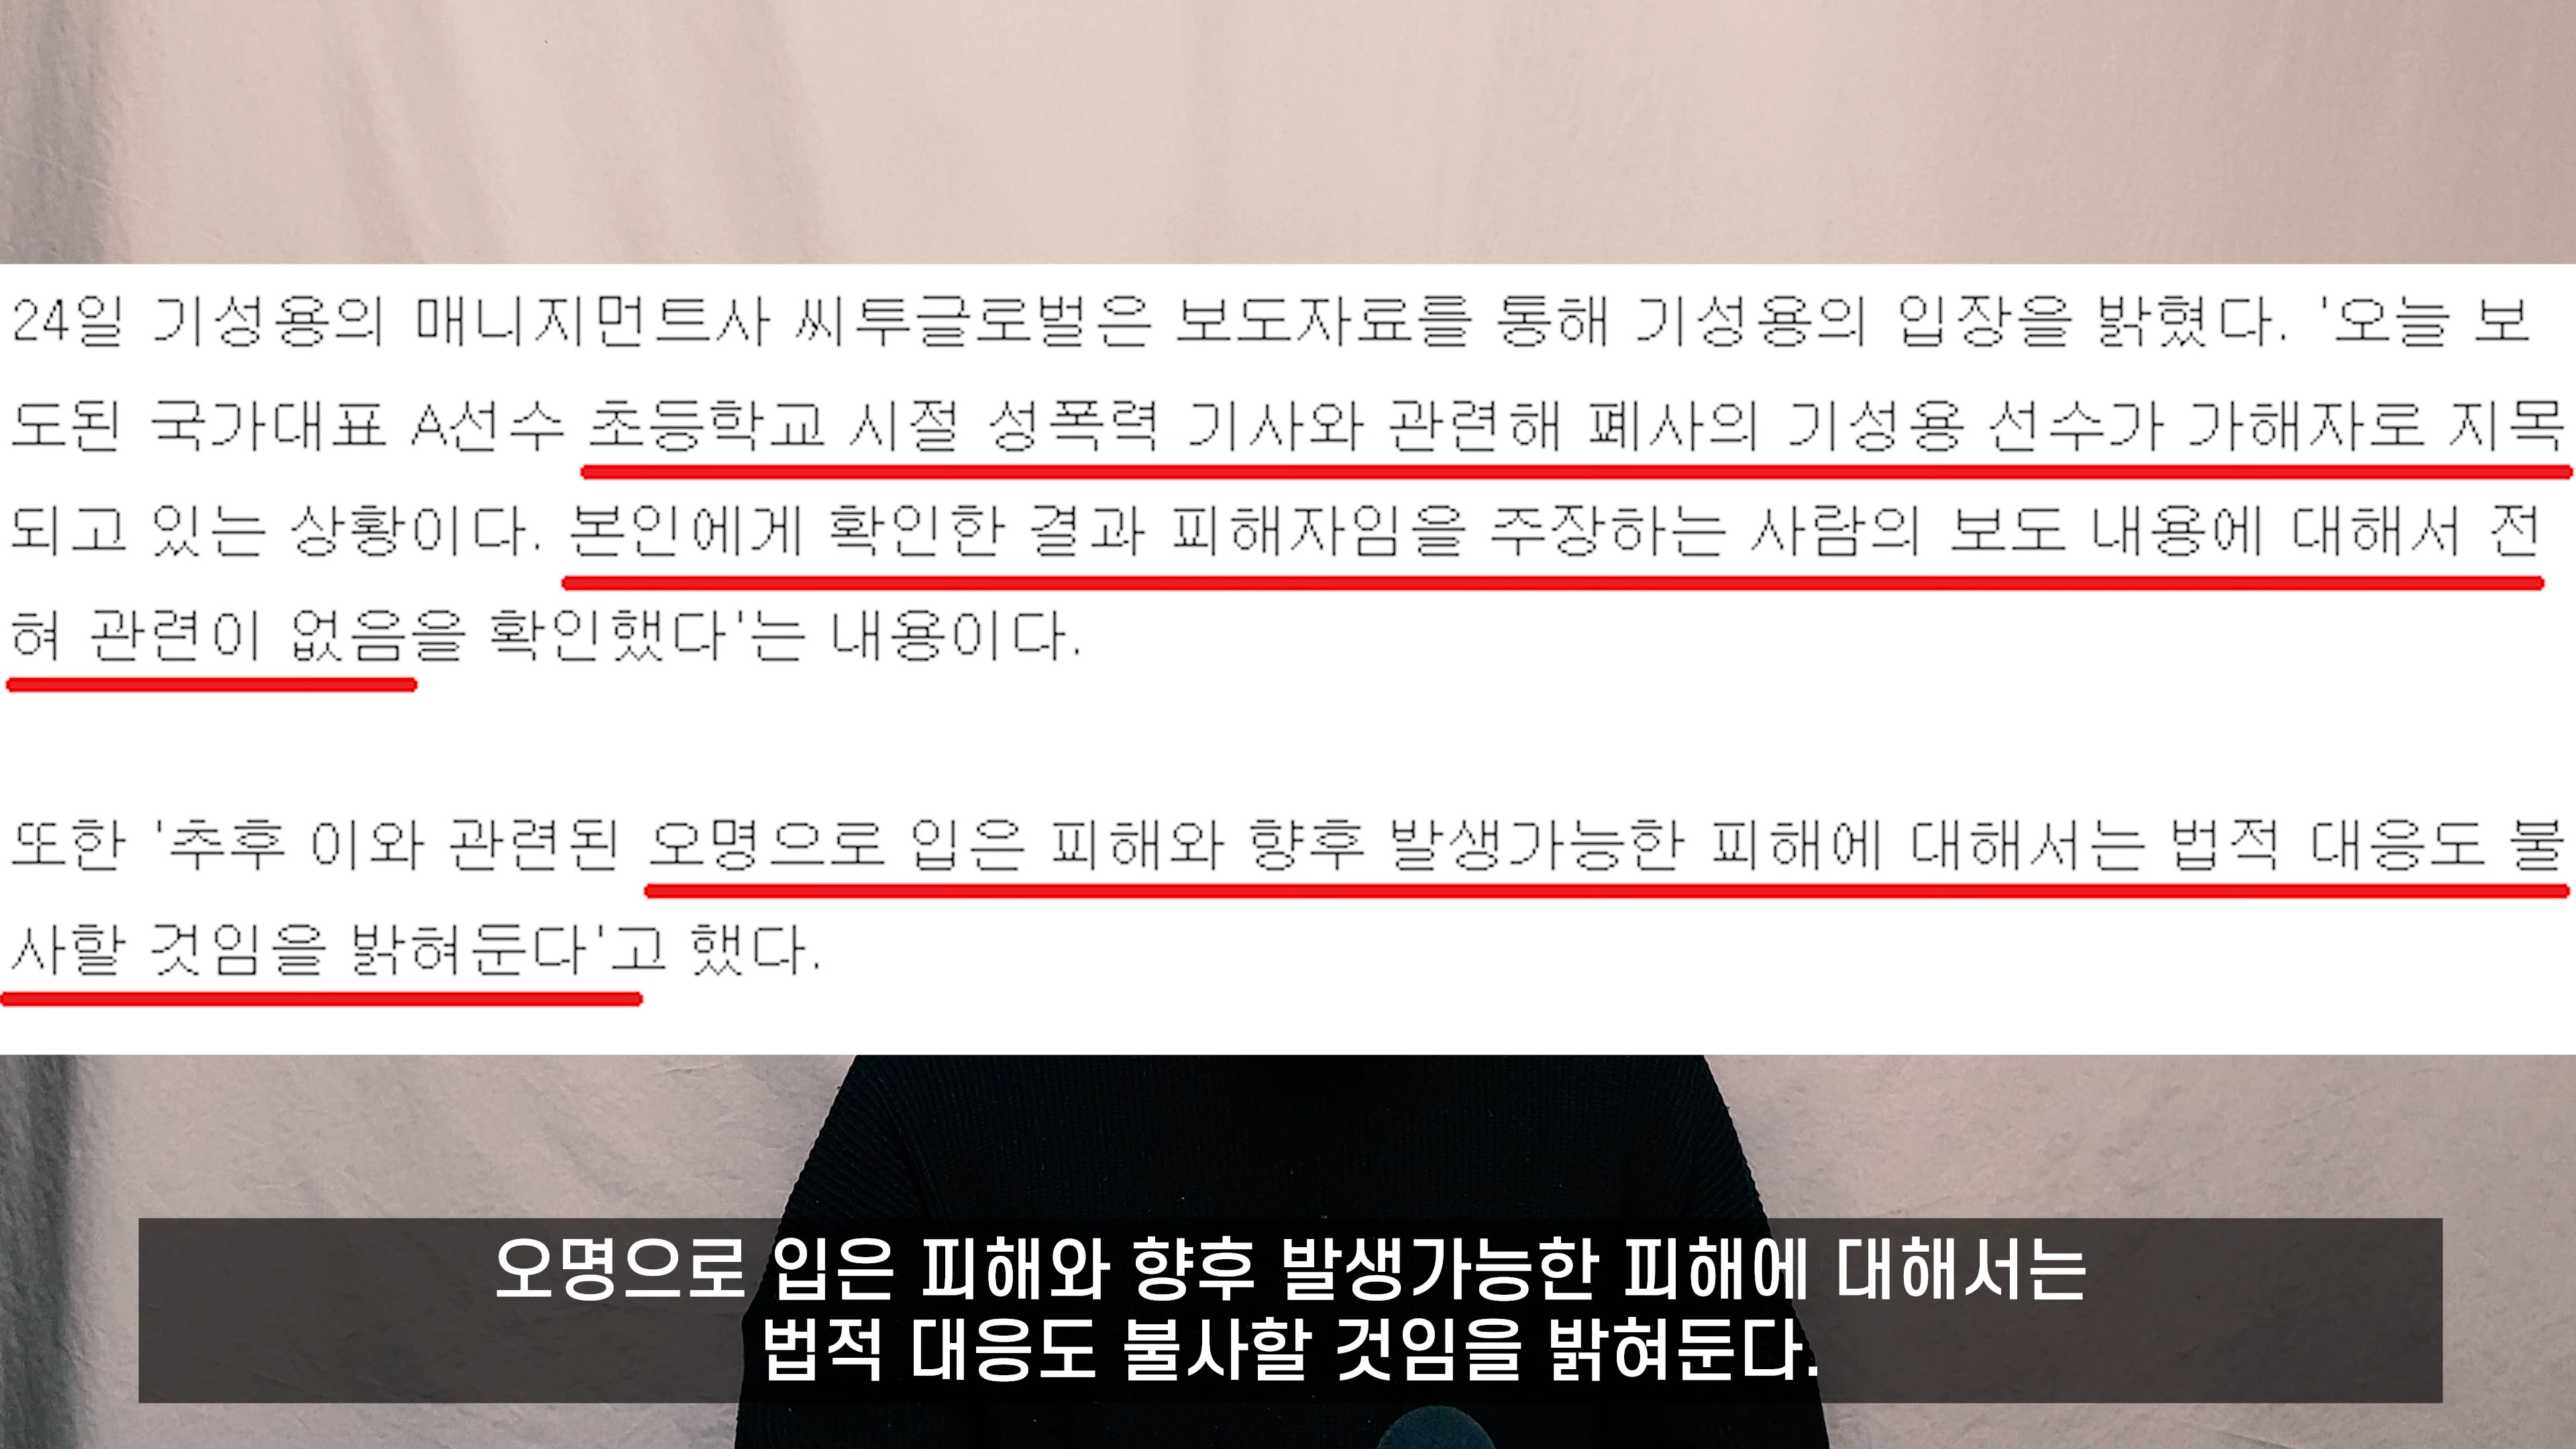 24일 기성용의 매니지먼트사 씨투글로벌은 보도자료를 통해 기성용의 입장을 밝혔다. '오늘 보
도된 국가대표 A선수 초등학교 시절 성폭력 기사와 관련해 폐사의 기성용 선수가 가해자로 지목
되고 있는 상황이다. 본인에게 확인한 결과 피해자임을 주장하는 사람의 보도 내용에 대해서 전
혀 관련이 없음을 확인했다'는 내용이다.
또한 '추후 이와 관련된 오명으로 입은 피해와 향후 발생가능한 피해에 대해서는 법적 대응도 불
사할 것임을 밝혀둔다'고 했다.
오명으로 입은 피해와 향후 발생가능한 피해에 대해서는
법적 대응도 불사할 것임을 밝혀둔다.